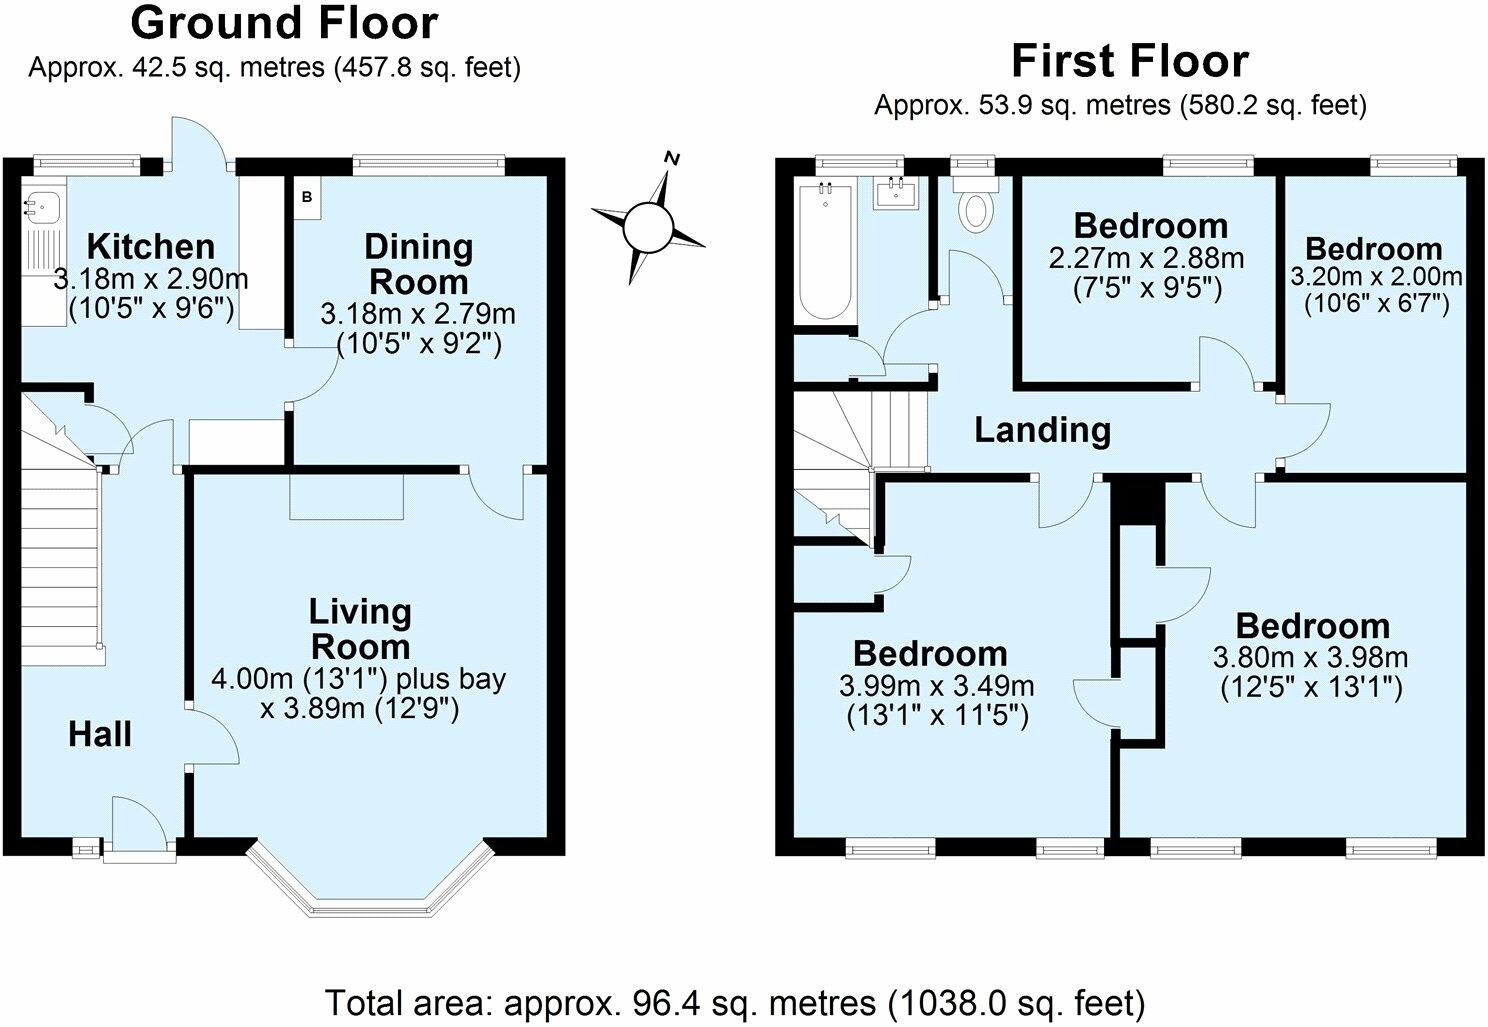 Ground Floor
Approx. 42.5 sq. metres (457.8 sq. feet)
Kitchen
3.18m x 2.90m
(10'5" x 9'6")
B
Dining
Room
3.18m x 2.79m
(10'5" x 9'2")
Living
Room
4.00m (13'1") plus bay
x 3.89m (12'9")
Hall
N
First Floor
Approx. 53.9 sq. metres (580.2 sq. feet)
Bedroom
2.27m x 2.88m
(7'5" x 9'5")
Bedroom
3.20m x 2.00m
(10'6" x 6'7")
Landing
Bedroom
3.99m x 3.49m
(13'1" x 11'5")
Bedroom
3.80m x 3.98m
(12'5" x 13'1")
Total area: approx. 96.4 sq. metres (1038.0 sq. feet)